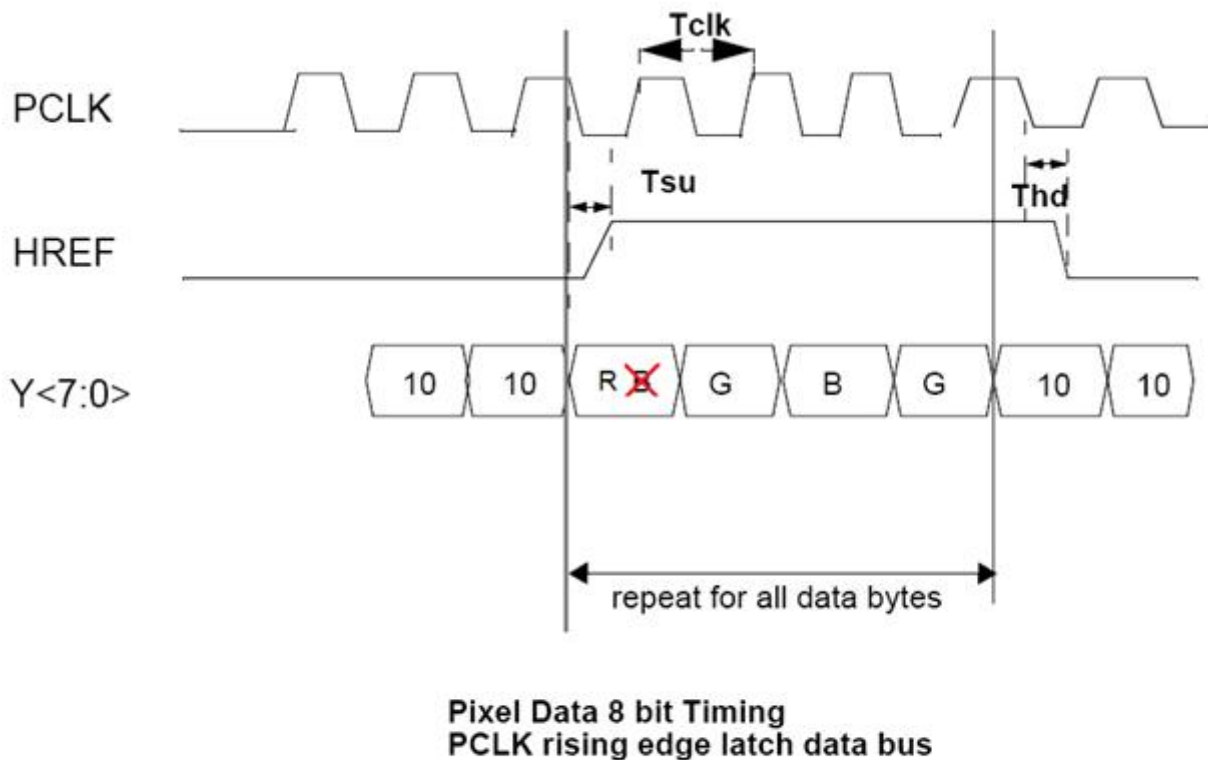 Tclk
PCLK
Tsu
Thd
HREF
Y<7:0>
10 10 R B G B G 10 10
repeat for all data bytes
Pixel Data 8 bit Timing
PCLK rising edge latch data bus